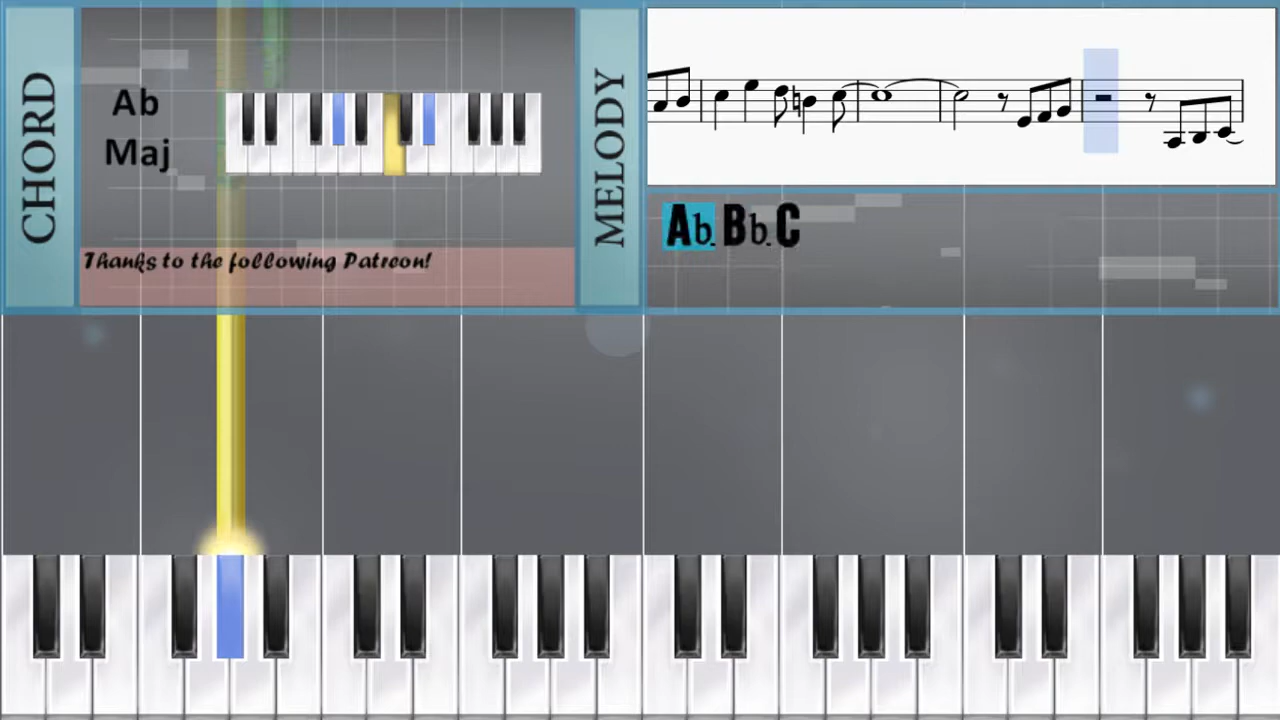 CHORD
Ab
Maj
Thanks to the following Patreon!
MELODY
Ab. Bb. C